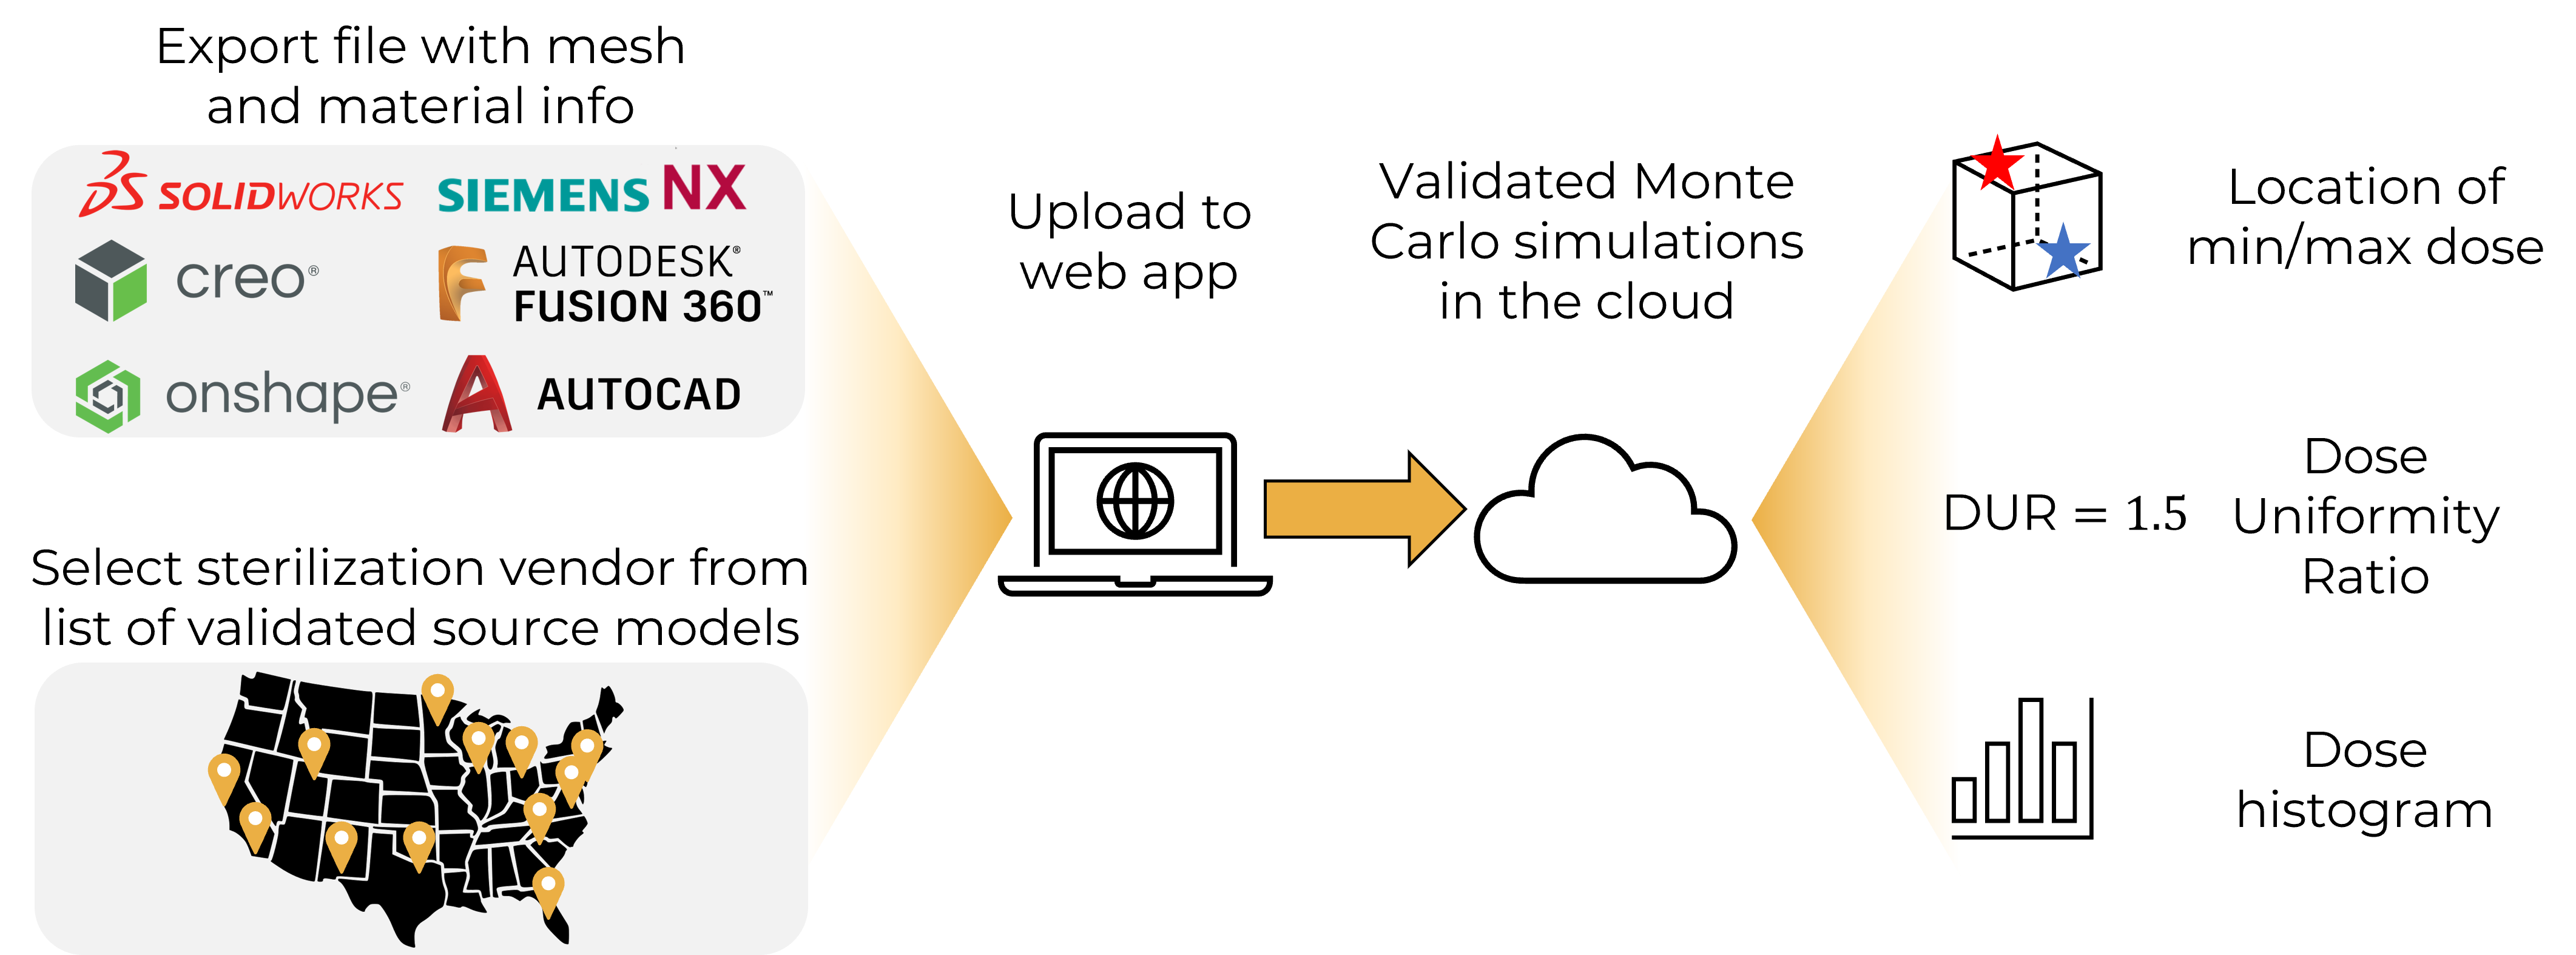 Export file with mesh
and material info
SOLIDWORKS
SIEMENS NX
creo®
AUTODESK®
FUSION 360™
onshape®
AUTOCAD
Select sterilization vendor from
list of validated source models
Upload to
web app
Validated Monte
Carlo simulations
in the cloud
Location of
min/max dose
DUR = 1.5
Dose
Uniformity
Ratio
Dose
histogram